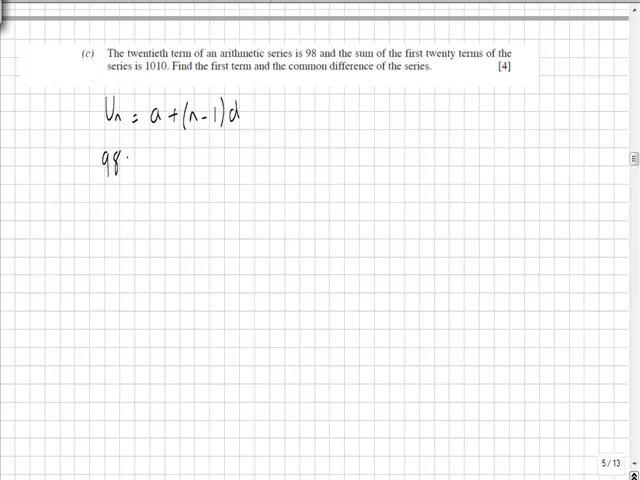 (c) The twentieth term of an arithmetic series is 98 and the sum of the first twenty terms of the
series is 1010. Find the first term and the common difference of the series. [4]
Un = a + (n - 1)d
98
5 / 13